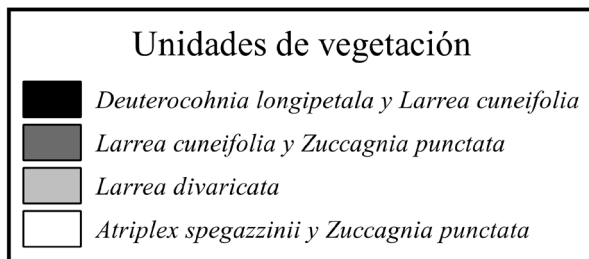 Unidades de vegetación
Deuterocohnia longipetala y Larrea cuneifolia
Larrea cuneifolia y Zuccagnia punctata
Larrea divaricata
Atriplex spegazzinii y Zuccagnia punctata